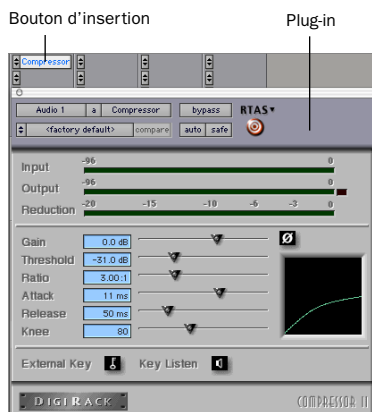 Bouton d'insertion
Plug-in
Compressor
Audio 1 a Compressor bypass RTAS
<factory default> compare auto safe
Input -96 0
Output -96 0
Reduction -20 -15 -10 -6 -3 0
Gain 0.0 dB Ø
Threshold -31.0 dB
Ratio 3.00:1
Attack 11 ms
Release 50 ms
Knee 80
External Key Key Listen
DIGIRACK COMPRESSOR II